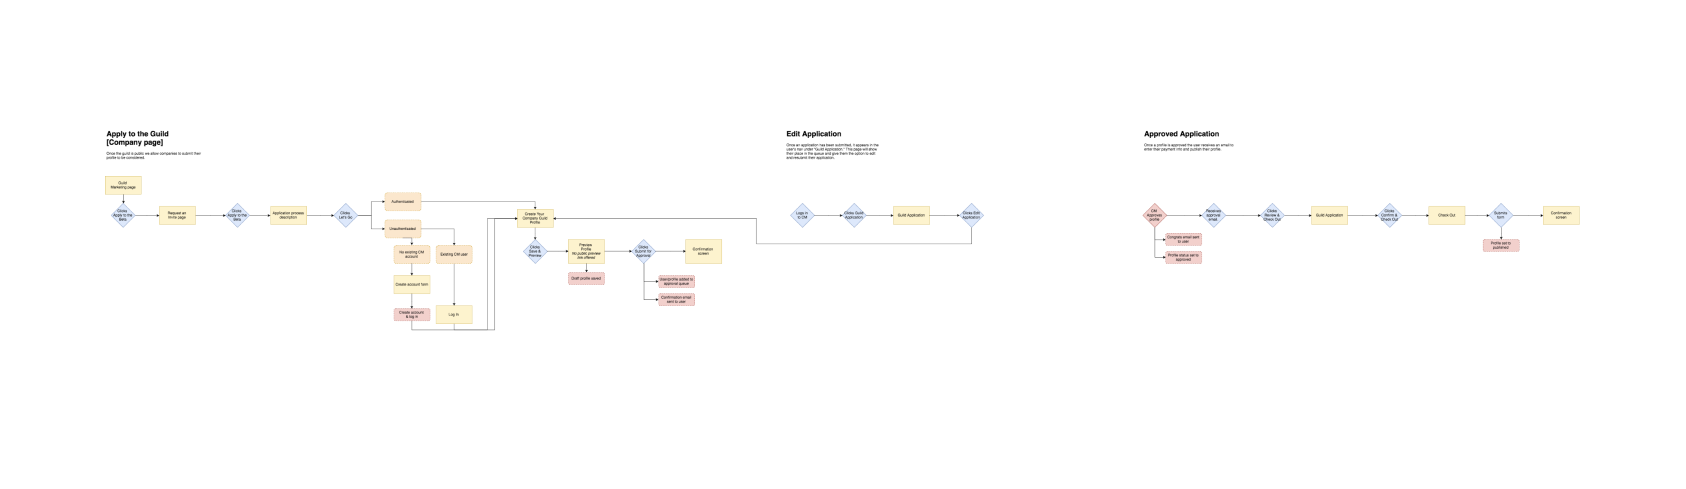 Apply to the Guild
[Company page]
Once the guild is public we allow companies to submit their
profile to be considered.
Guild
Marketing page
Clicks
Apply to the
Beta
Request an
Invite page
Clicks
Apply to the
Beta
Application process
description
Clicks
Let's Go
Authenticated
Unauthenticated
No existing CM
account
Existing CM user
Create account form
Create account
& log in
Log In
Create Your
Company Guild
Profile
Clicks
Save &
Preview
Preview
Profile
No public preview
link offered
Draft profile saved
Clicks
Submit for
Approval
Confirmation
screen
User/profile added to
approval queue
Confirmation email
sent to user
Edit Application
Once an application has been submitted, it appears in the
user's nav under "Guild Application." This page will show
their place in the queue and give them the option to edit
and resubmit their application.
Logs in
to CM
Clicks Guild
Application
Guild Application
Clicks Edit
Application
Approved Application
Once a profile is approved the user receives an email to
enter their payment info and publish their profile.
CM
Approves
profile
Congrats email sent
to user
Profile status set to
approved
Receives
approval
email
Clicks
Review &
Check Out
Guild Application
Clicks
Confirm &
Check Out
Check Out
Submits
form
Profile set to
published
Confirmation
screen